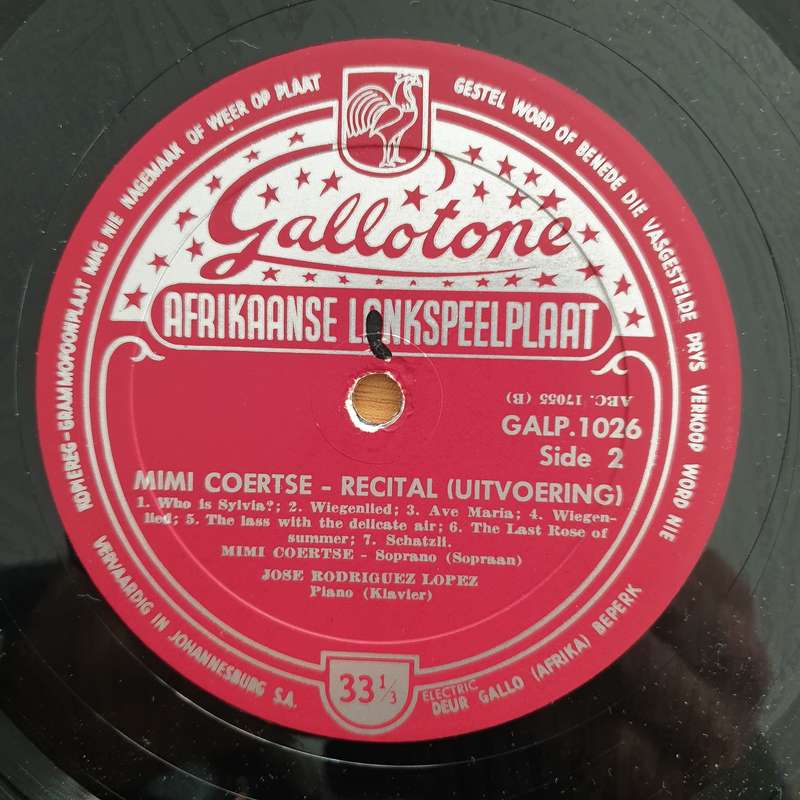 KOPIEREG-GRAMMOFOONPLAAT MAG NIE NAGEMAAK OF WEER OP PLAAT
GESTEL WORD OF BENEDE DIE VASGESTELDE PRYS VERKOOP WORD NIE
Gallotone
AFRIKAANSE LANKSPEELPLAAT
ABC. 17055 (B)
GALP.1026
Side 2
MIMI COERTSE - RECITAL (UITVOERING)
1. Who is Sylvia?; 2. Wiegenlied; 3. Ave Maria; 4. Wiegen-
lied; 5. The lass with the delicate air; 6. The Last Rose of
summer; 7. Schatzli.
MIMI COERTSE - Soprano (Sopraan)
JOSE RODRIGUEZ LOPEZ
Piano (Klavier)
33 1/3
VERVAARDIG IN JOHANNESBURG S.A.
ELECTRIC
DEUR GALLO (AFRIKA) BEPERK